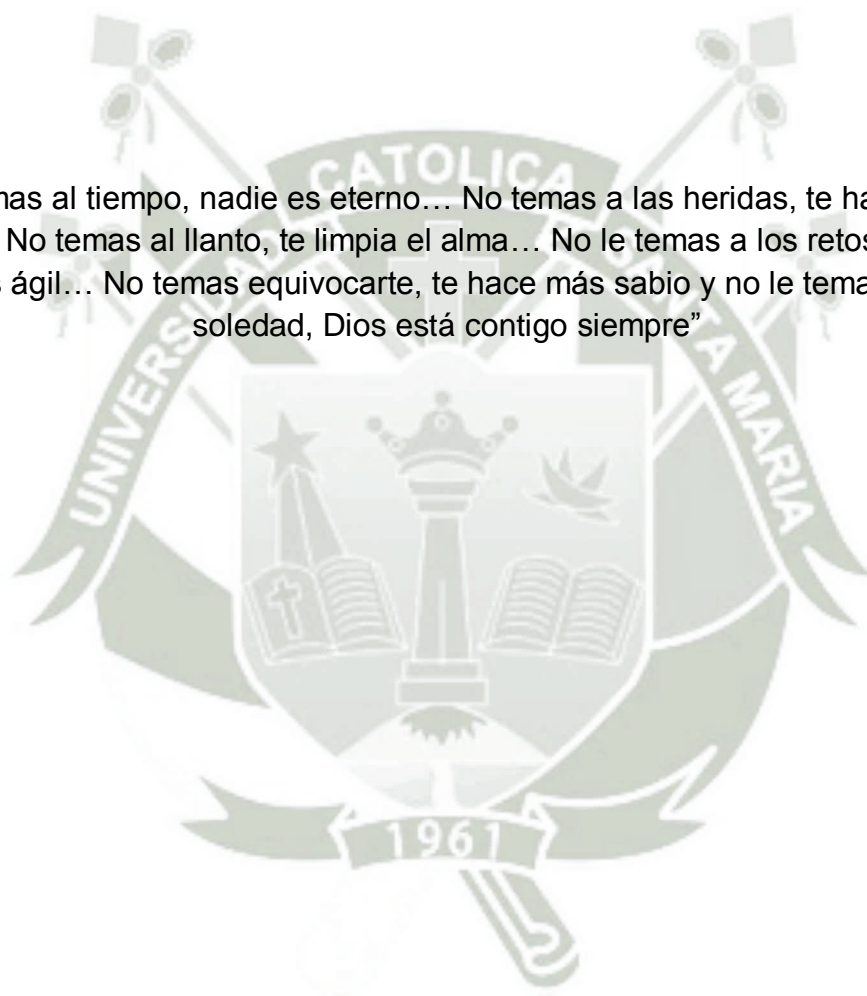 mas al tiempo, nadie es eterno… No temas a las heridas, te ha
No temas al llanto, te limpia el alma… No le temas a los retos
s ágil… No temas equivocarte, te hace más sabio y no le tema
soledad, Dios está contigo siempre”
UNIVERSI CATOLICA SANTA MARIA
1961